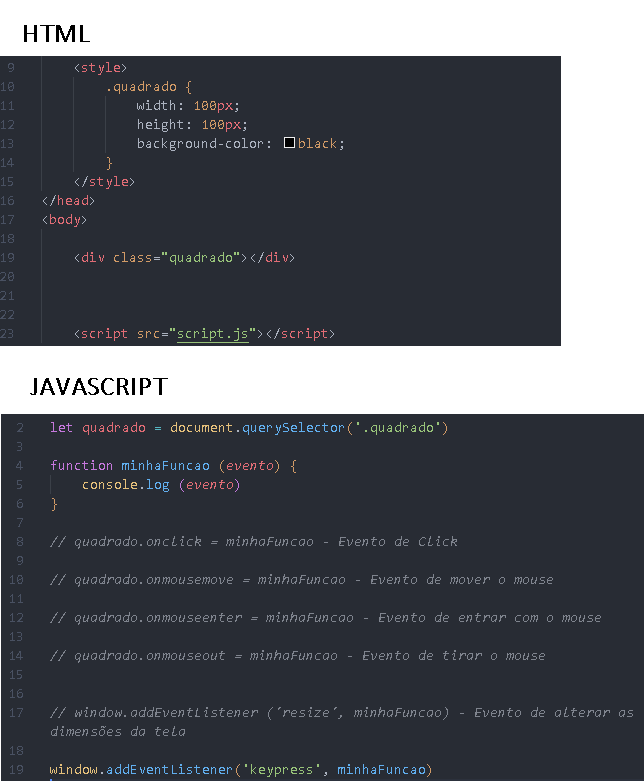 HTML
9 <style>
10 .quadrado {
11 width: 100px;
12 height: 100px;
13 background-color: black;
14 }
15 </style>
16 </head>
17 <body>
18
19 <div class="quadrado"></div>
20
21
22
23 <script src="script.js"></script>
JAVASCRIPT
2 let quadrado = document.querySelector('.quadrado')
3
4 function minhaFuncao (evento) {
5 console.log (evento)
6 }
7
8 // quadrado.onclick = minhaFuncao - Evento de Click
9
10 // quadrado.onmousemove = minhaFuncao - Evento de mover o mouse
11
12 // quadrado.onmouseenter = minhaFuncao - Evento de entrar com o mouse
13
14 // quadrado.onmouseout = minhaFuncao - Evento de tirar o mouse
15
16
17 // window.addEventListener (´resize´, minhaFuncao) - Evento de alterar as
dimensões da tela
18
19 window.addEventListener('keypress', minhaFuncao)